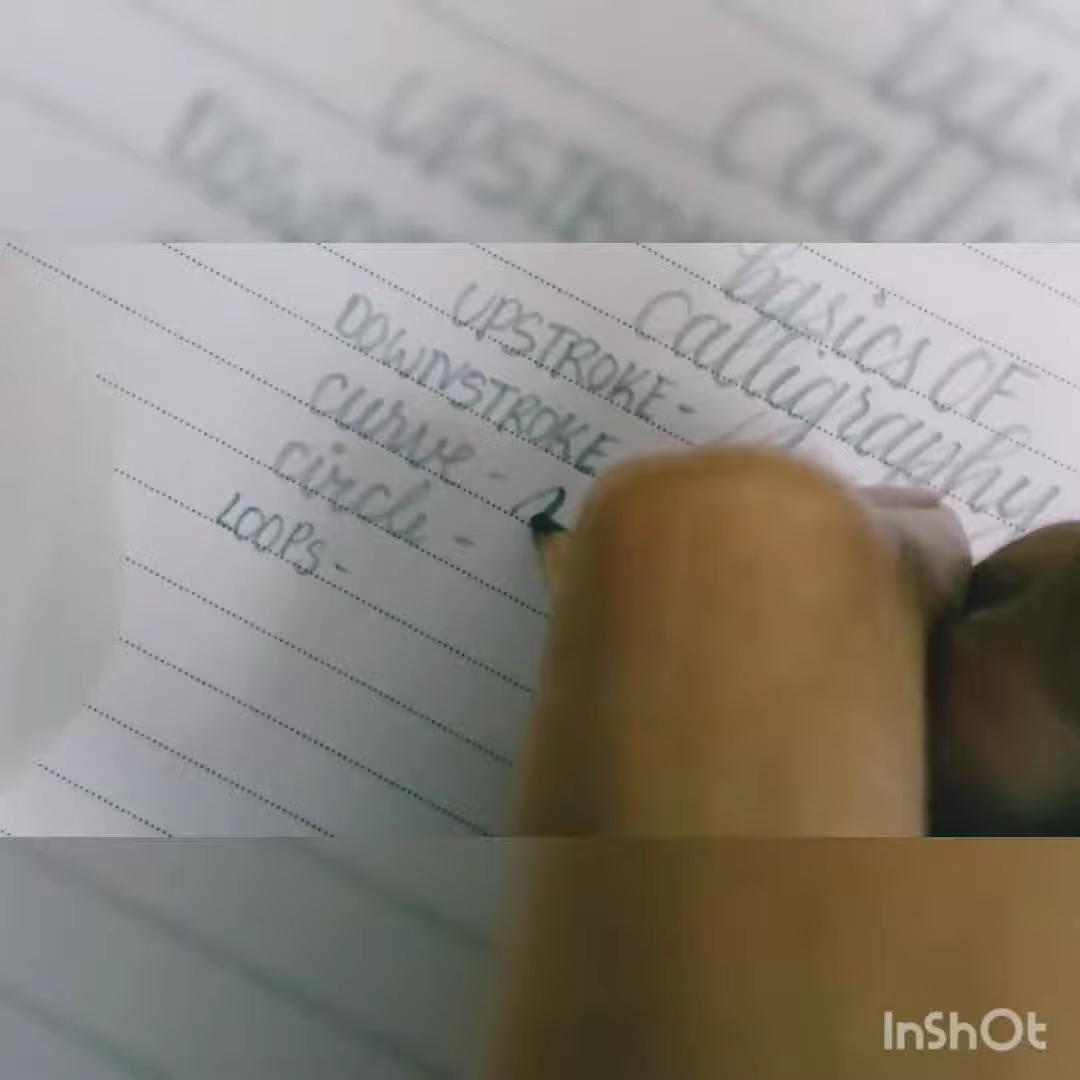 basics OF
Calligraphy
UPSTROKE -
DOWNSTROKE
curve -
circle -
LOOPS -
InShOt